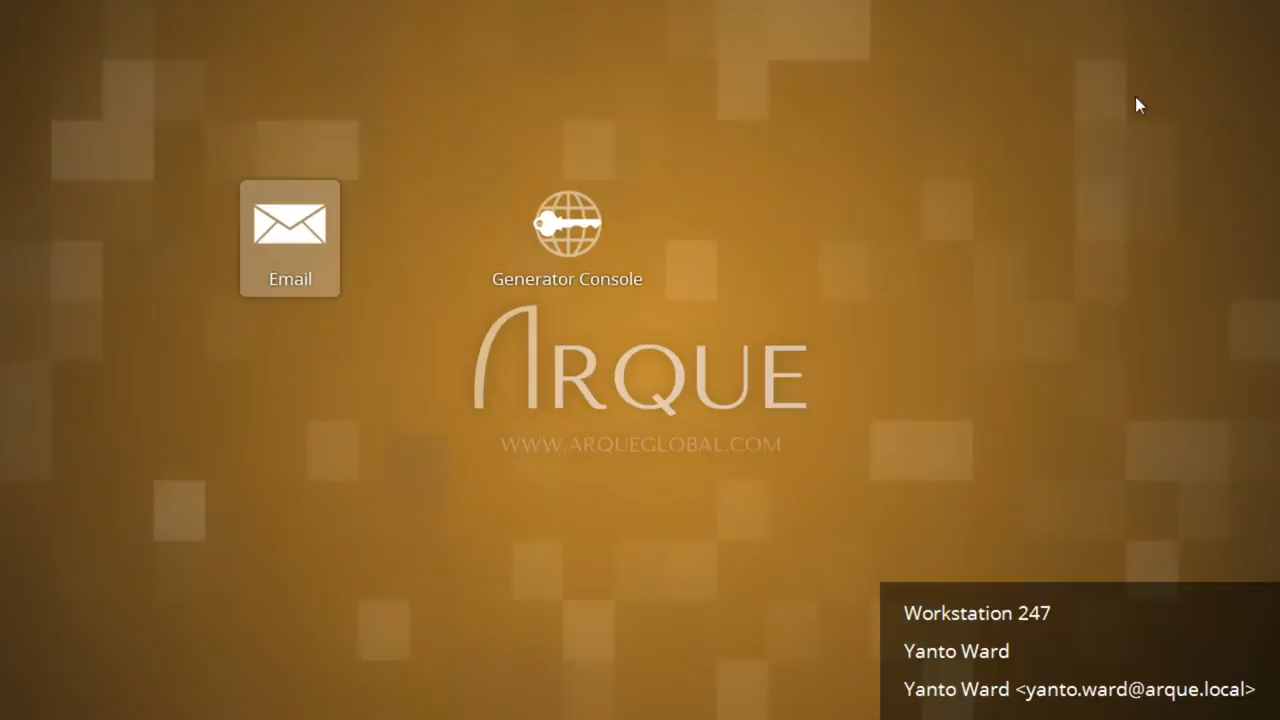 Email
Generator Console
ARQUE
WWW.ARQUEGLOBAL.COM
Workstation 247
Yanto Ward
Yanto Ward <yanto.ward@arque.local>